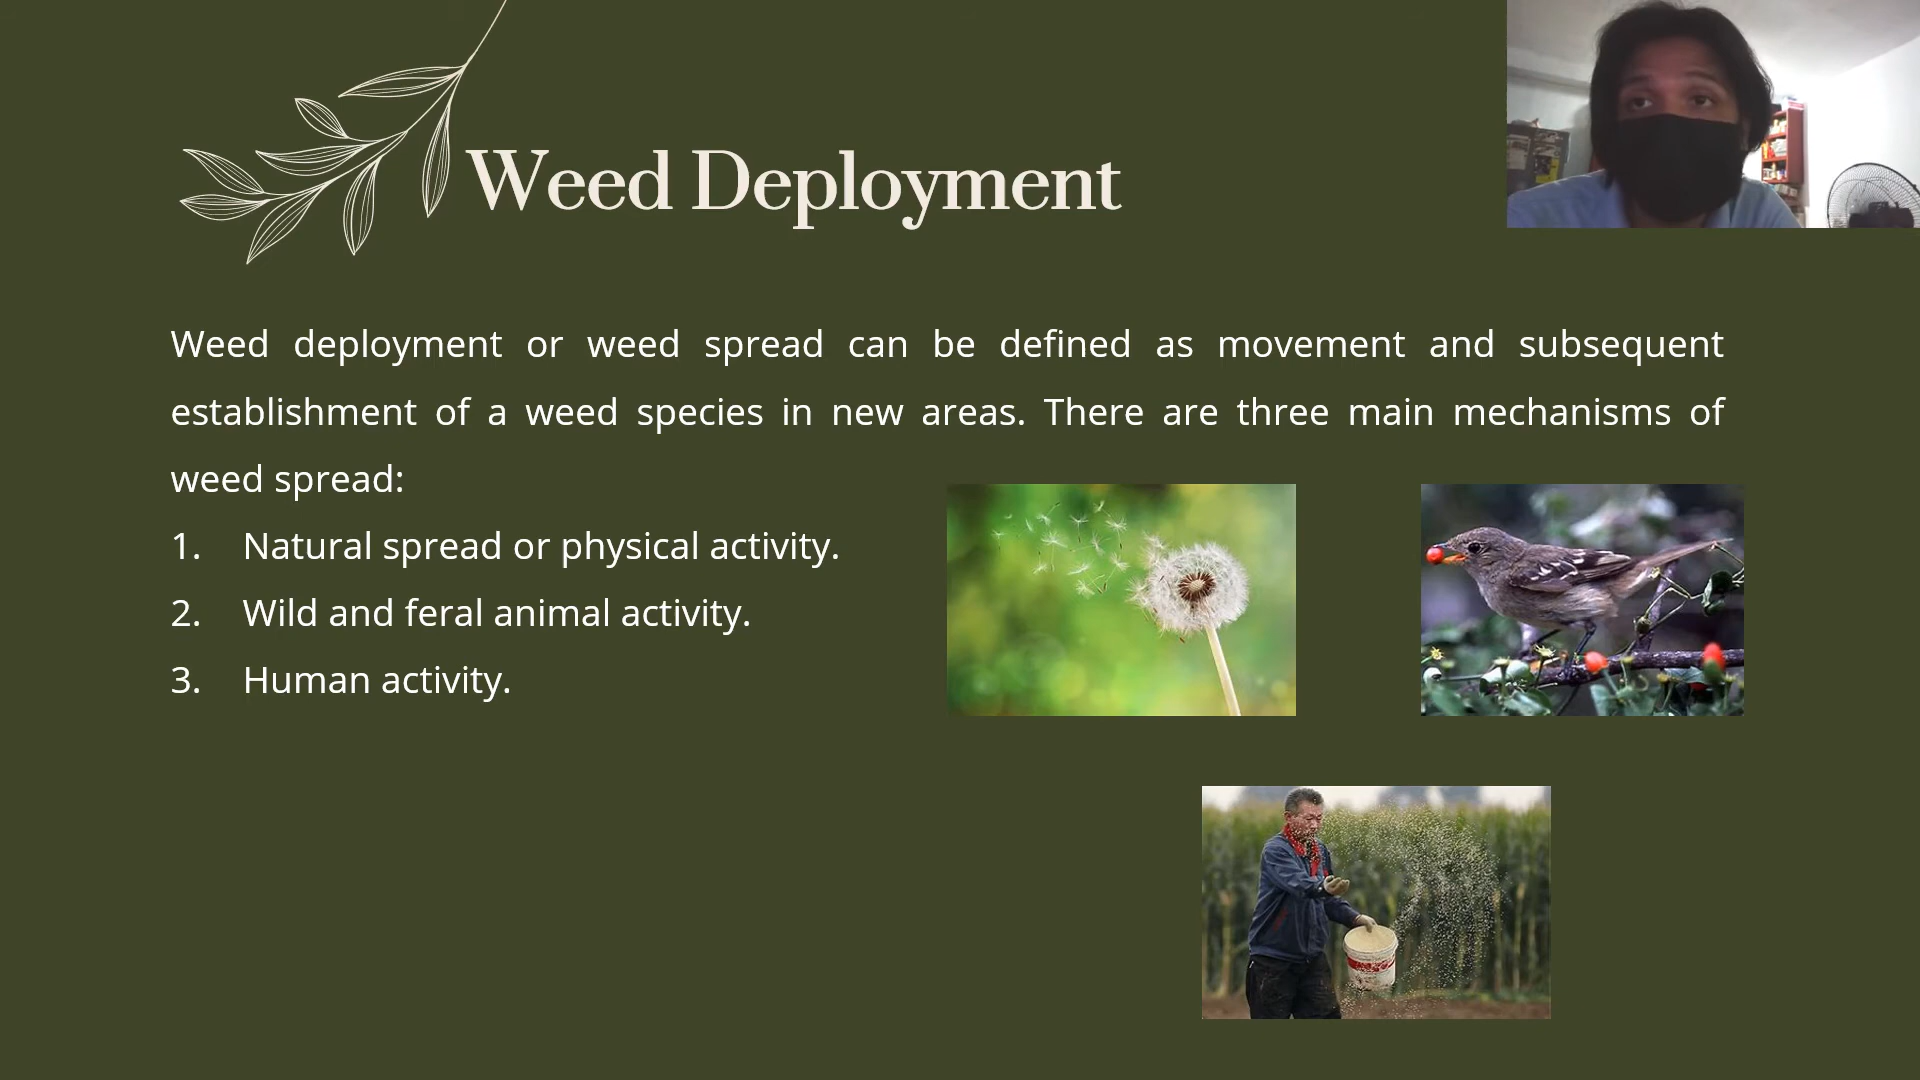 Weed Deployment
Weed deployment or weed spread can be defined as movement and subsequent
establishment of a weed species in new areas. There are three main mechanisms of
weed spread:
1. Natural spread or physical activity.
2. Wild and feral animal activity.
3. Human activity.